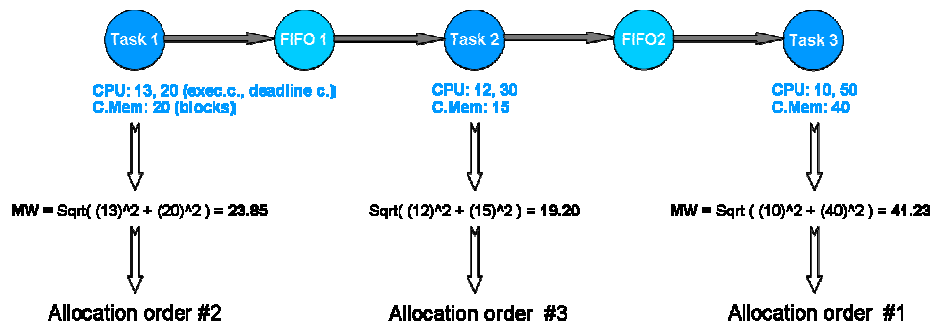 Task 1 FIFO 1 Task 2 FIFO2 Task 3
CPU: 13, 20 (exec.c., deadline c.) CPU: 12, 30 CPU: 10, 50
C.Mem: 20 (blocks) C.Mem: 15 C.Mem: 40
MW = Sqrt( (13)^2 + (20)^2 ) = 23.85 Sqrt( (12)^2 + (15)^2 ) = 19.20 MW = Sqrt ( (10)^2 + (40)^2 ) = 41.23
Allocation order #2 Allocation order #3 Allocation order #1